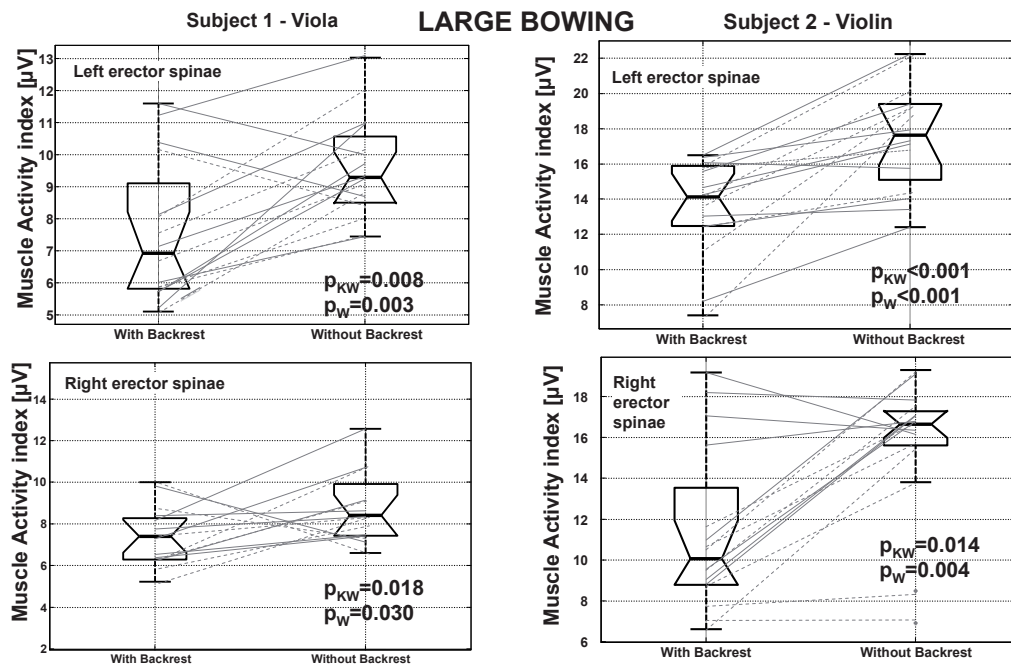 Subject 1 - Viola
LARGE BOWING
Subject 2 - Violin
Muscle Activity index [µV]
13
12
11
10
9
8
7
6
5
Left erector spinae
pKW=0.008
pW=0.003
With Backrest
Without Backrest
Muscle Activity index [µV]
22
20
18
16
14
12
10
8
Left erector spinae
pKW<0.001
pW<0.001
With Backrest
Without Backrest
Muscle Activity index [µV]
14
12
10
8
6
4
2
Right erector spinae
pKW=0.018
pW=0.030
With Backrest
Without Backrest
Muscle Activity index [µV]
18
16
14
12
10
8
6
Right
erector
spinae
pKW=0.014
pW=0.004
With Backrest
Without Backrest